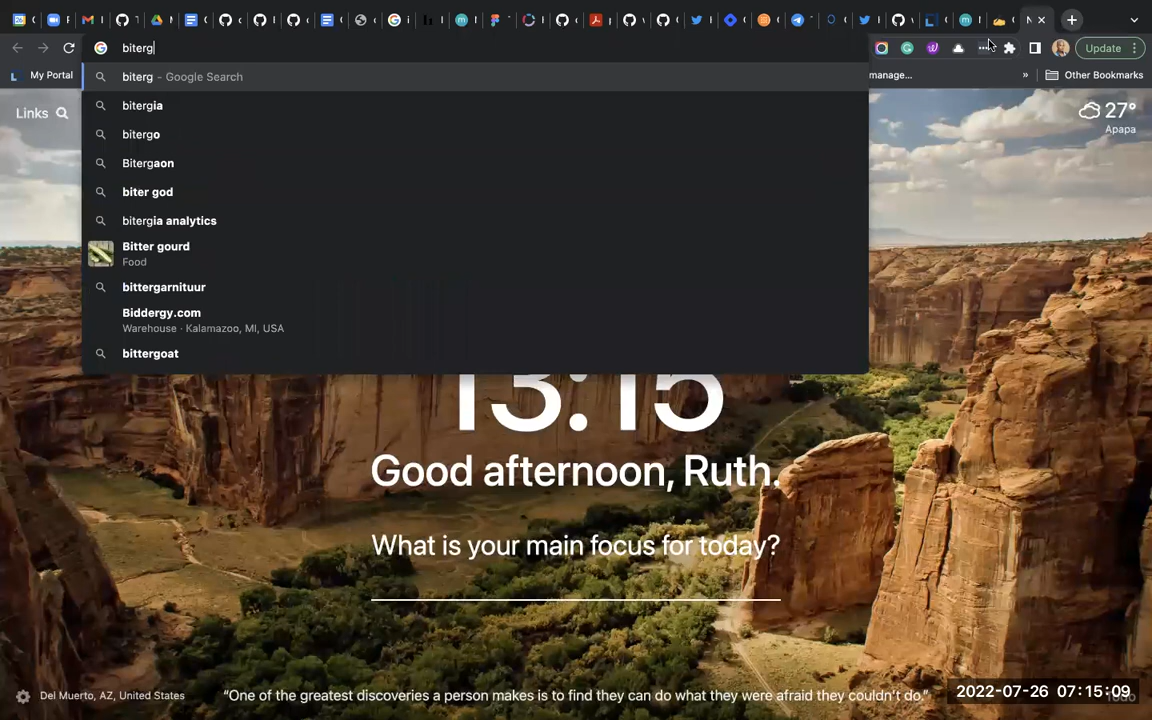 biterg
Update
biterg - Google Search
My Portal
manage...
»
Other Bookmarks
bitergia
Links
27°
Apapa
bitergo
Bitergaon
biter god
bitergia analytics
Bitter gourd
Food
bittergarnituur
Biddergy.com
Warehouse · Kalamazoo, MI, USA
bittergoat
13:15
Good afternoon, Ruth.
What is your main focus for today?
Del Muerto, AZ, United States
“One of the greatest discoveries a person makes is to find they can do what they were afraid they couldn't do.”
2022-07-26 07:15:09